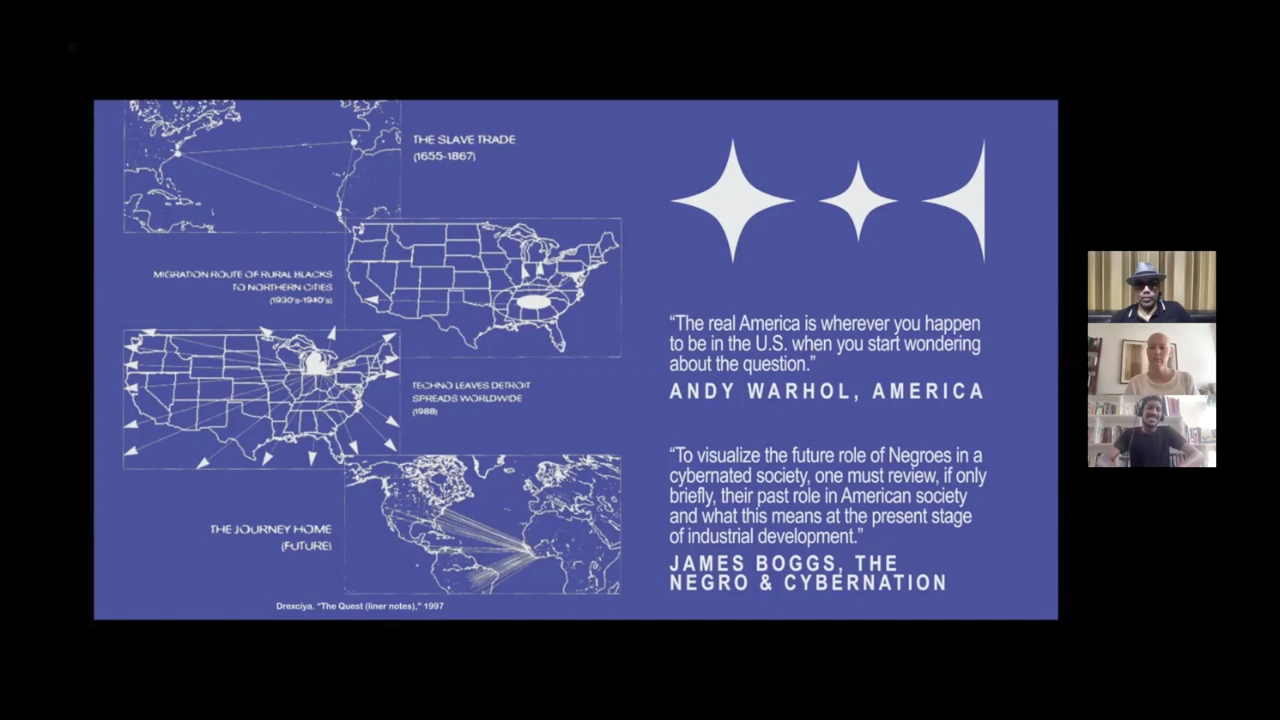 THE SLAVE TRADE
(1655-1867)
MIGRATION ROUTE OF RURAL BLACKS
TO NORTHERN CITIES
(1930's-1940's)
TECHNO LEAVES DETROIT
SPREADS WORLDWIDE
(1988)
THE JOURNEY HOME
(FUTURE)
Drexciya. "The Quest (liner notes)," 1997
“The real America is wherever you happen
to be in the U.S. when you start wondering
about the question.”
ANDY WARHOL, AMERICA
“To visualize the future role of Negroes in a
cybernated society, one must review, if only
briefly, their past role in American society
and what this means at the present stage
of industrial development.”
JAMES BOGGS, THE
NEGRO & CYBERNATION